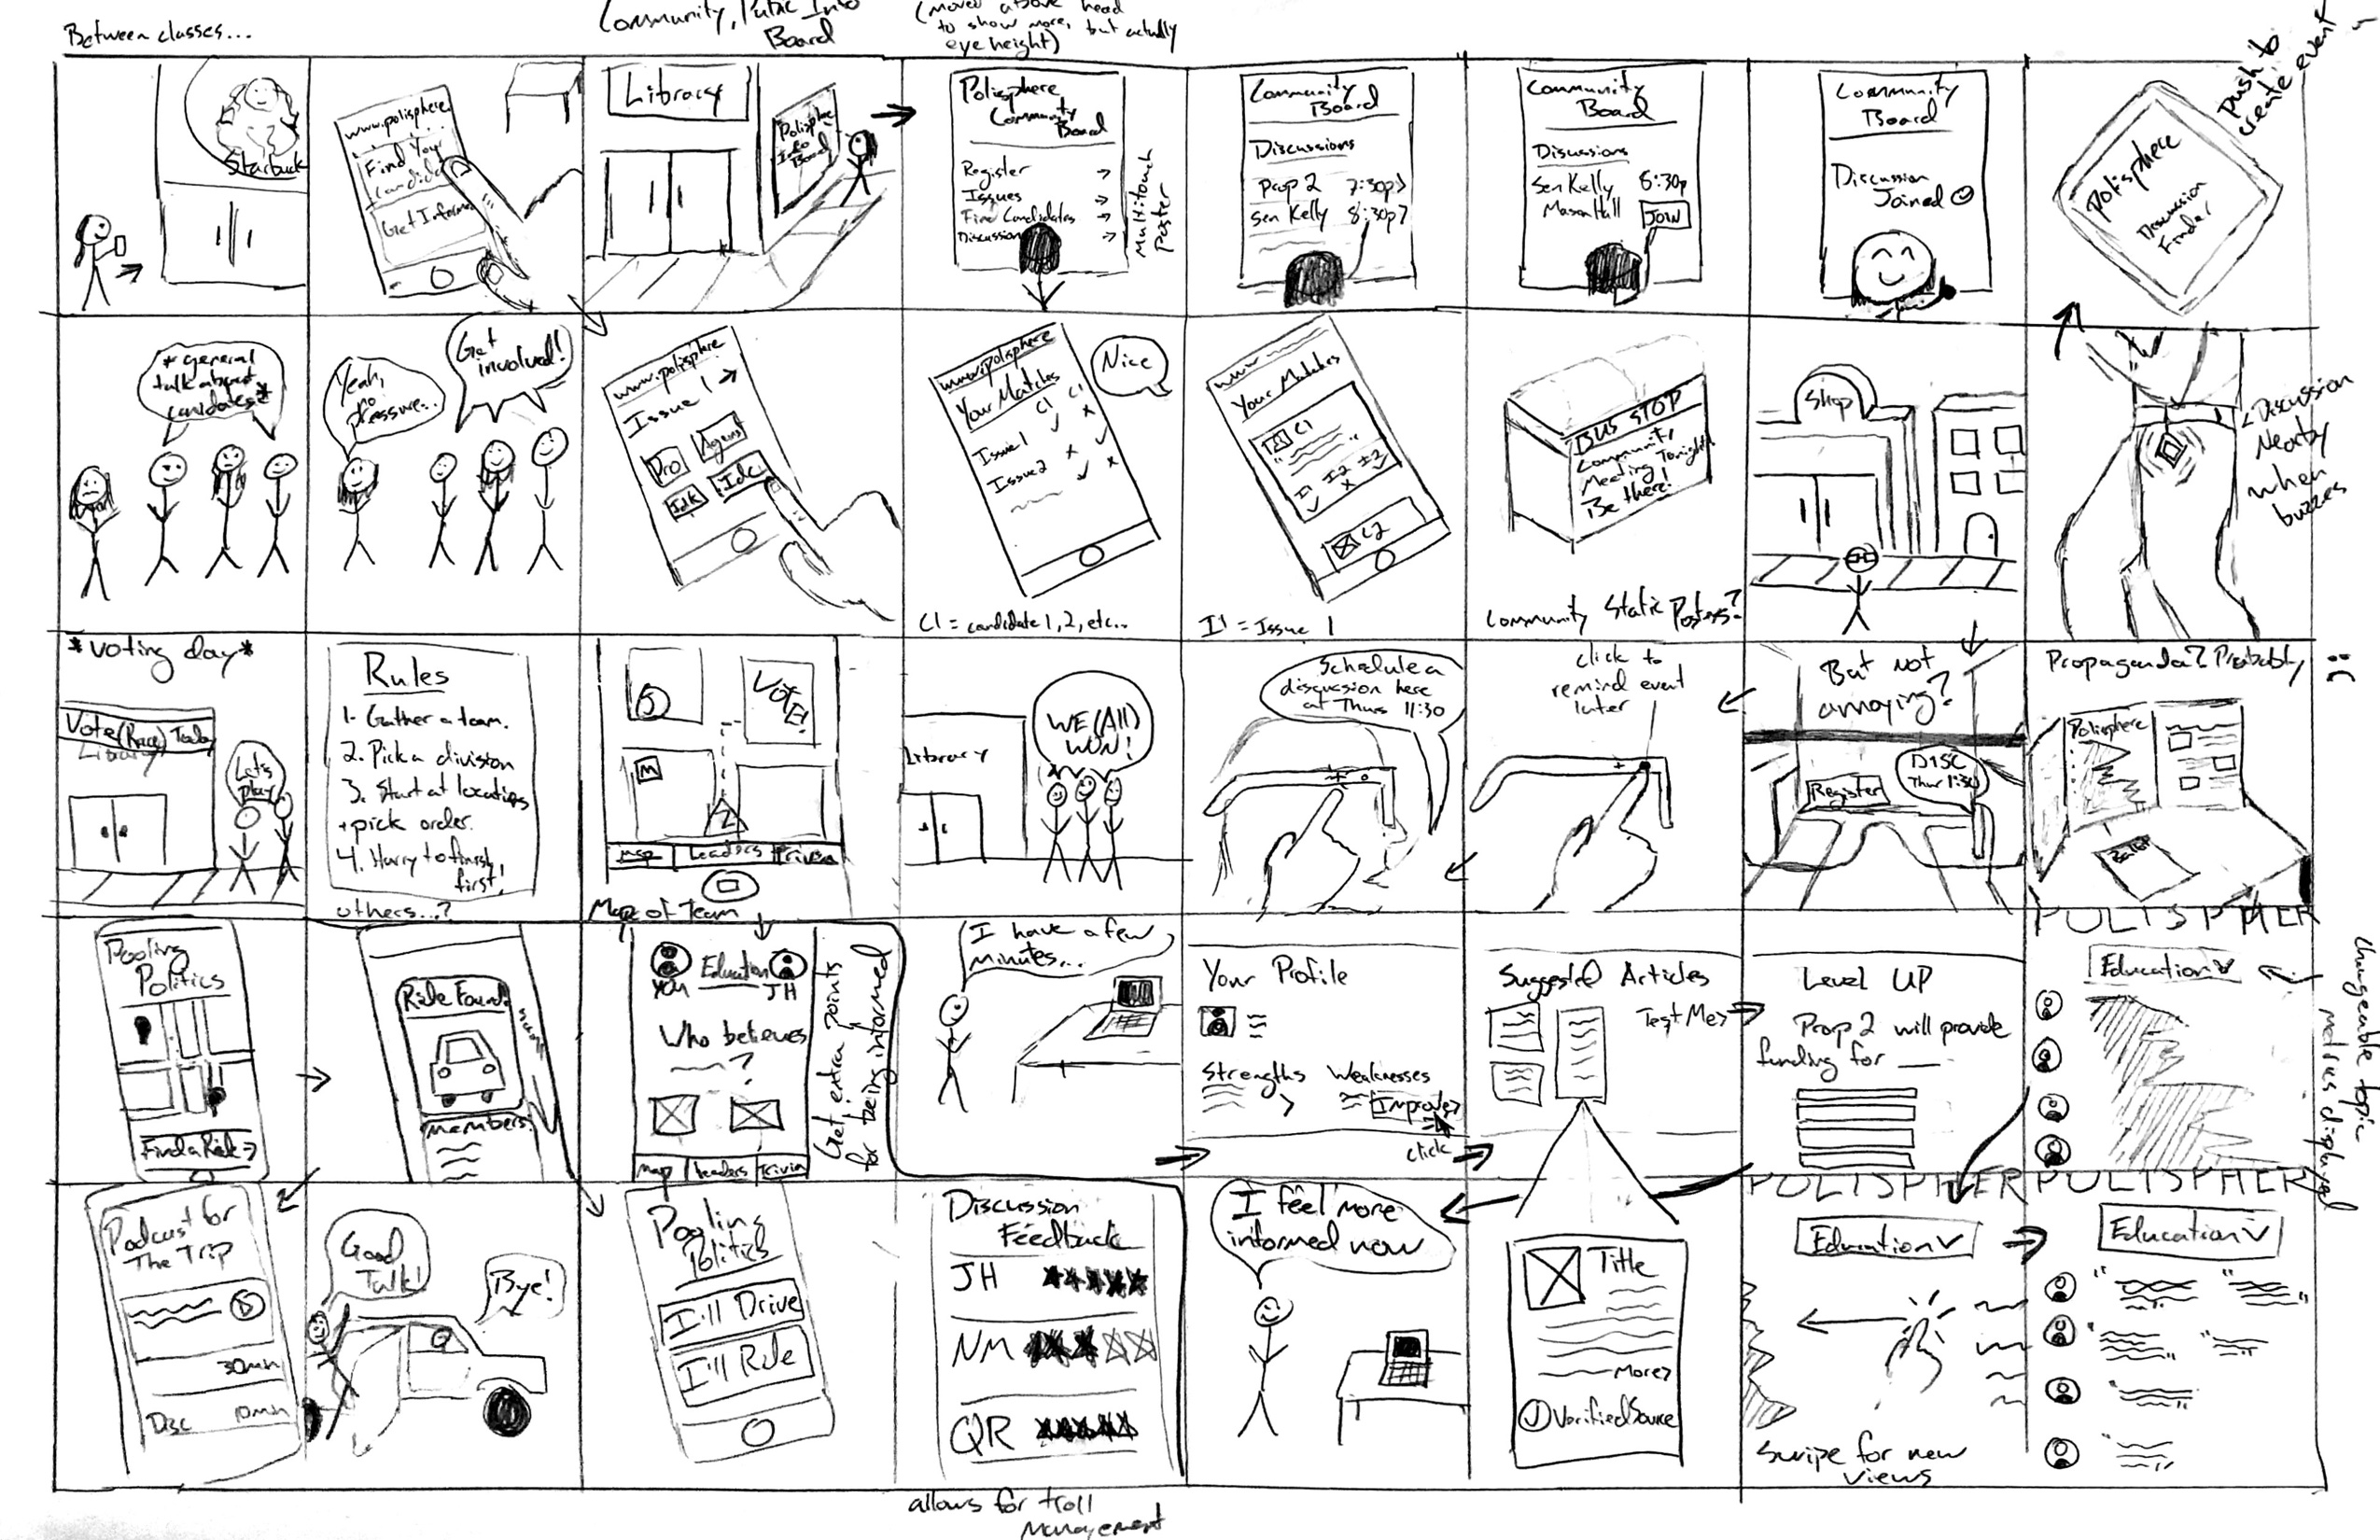 Between classes...
Community, Public Info
Board
(moved above head
to show more, but actually
eye height)
Starbuck
www.polisphere
Find Your
Candid
Get Informe
Library
Polisphere
Info
Board
Polisphere
Community
Board
Register
Issues
Find Candidates
Discussion
Multitouch
Poster
Community
Board
Discussions
Prop 2 7:30p>
Sen Kelly 8:30p>
Community
Board
Discussions
Sen Kelly 8:30p
Mason Hall
JOIN
Community
Board
Discussion
Joined
Polisphere
Discussion
Finder
push to
create event
* general
talk about
candidates*
Yeah,
no
pressure...
Get
involved!
www.polisphere
Issue 1
Pro
Against
Idk
Idc
www.polisphere
Your Matches
C1 C1
Issue 1
Issue 2
Nice
C1 = candidate 1, 2, etc...
www
Your Matches
C1
I1 I2 I3
C2
I1 = Issue 1
BUS STOP
Community
Meeting Tonight!
Be there!
Community Static Posters?
Shop
Discussion
Nearby
when
buzzes
*voting day*
Vote (Race) Today
Library
Let's
play
Rules
1. Gather a team.
2. Pick a division
3. Start at locations
+ pick order.
4. Hurry to finish
first!
others...?
VOTE!
M
Map
Leaders
Trivia
Map of Team
Library
WE (All)
WON!
Schedule a
discussion here
at Thurs 11:30
click to
remind event
later
But not
annoying?
Register
DISC
Thur 11:30
Propaganda? Probably :(
Polisphere
Ballot
Pooling
Politics
Find a Ride >
Ride Found
Members
You
Education
JH
Who believes
?
Map
Leaders
Trivia
Get extra points
for being informed
I have a few
minutes...
Your Profile
Strengths
Weaknesses
Improve>
click
Suggested Articles
Test Me>
Level UP
Prop 2 will provide
funding for
POLISPHER
Education
changeable topic
metrics displayed
Podcast for
The Trip
30min
Disc 10min
Good
Talk!
Bye!
Pooling
Politics
I'll Drive
I'll Ride
Discussion
Feedback
JH
NM
QR
allows for troll
management
I feel more
informed now
Title
More>
Verified Source
POLISPHER
Education
Swipe for new
views
POLISPHER
Education